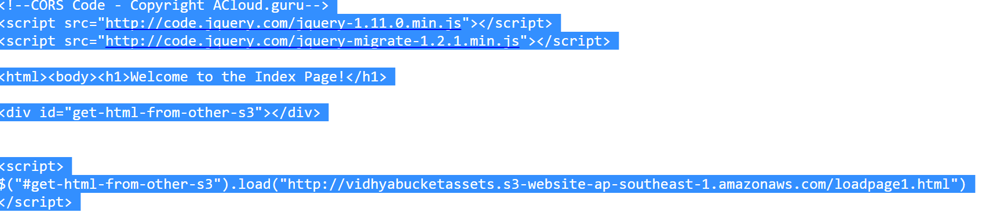 <!--CORS Code - Copyright ACloud.guru-->
<script src="http://code.jquery.com/jquery-1.11.0.min.js"></script>
<script src="http://code.jquery.com/jquery-migrate-1.2.1.min.js"></script>
<html><body><h1>Welcome to the Index Page!</h1>
<div id="get-html-from-other-s3"></div>
<script>
$("#get-html-from-other-s3").load("http://vidhyabucketassets.s3-website-ap-southeast-1.amazonaws.com/loadpage1.html")
</script>